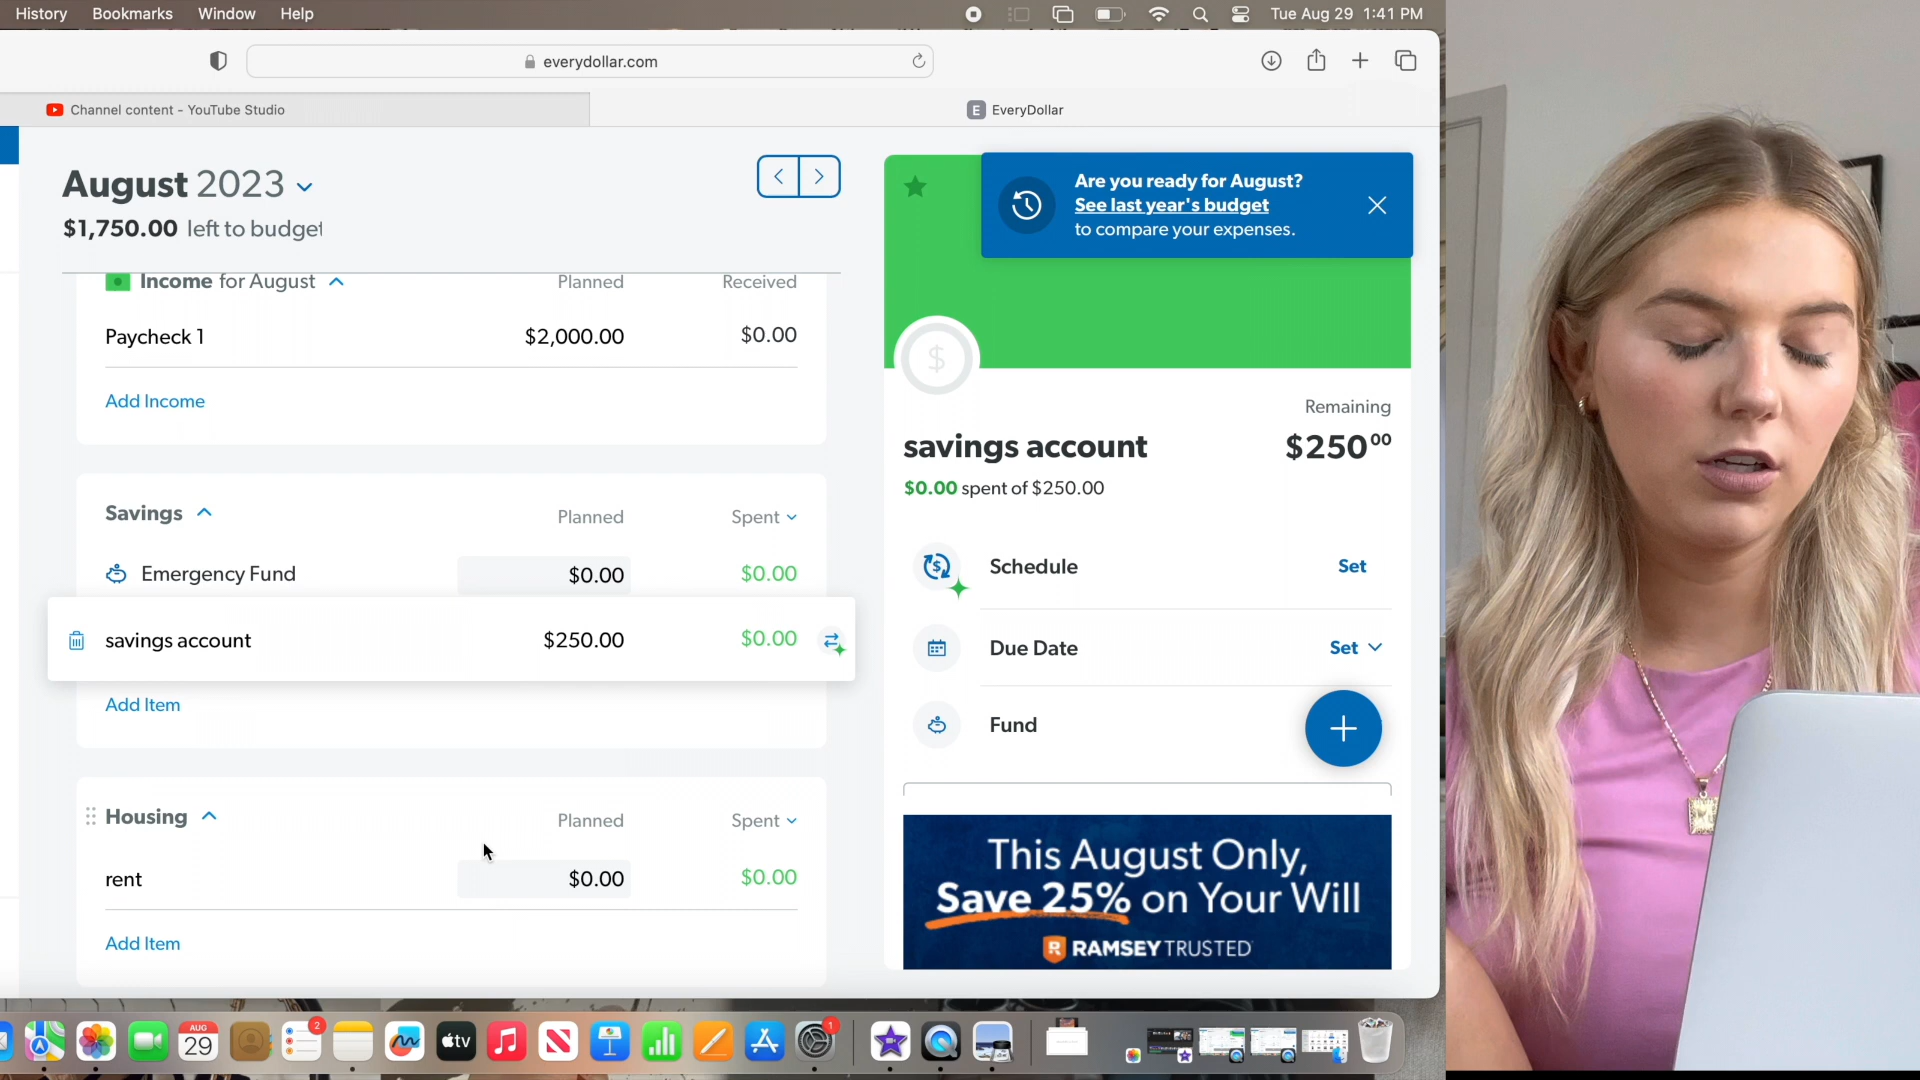 History Bookmarks Window Help
Tue Aug 29 1:41 PM
everydollar.com
Channel content - YouTube Studio
E EveryDollar
August 2023
$1,750.00 left to budget
Are you ready for August?
See last year's budget
to compare your expenses.
Income for August Planned Received
Paycheck 1 $2,000.00 $0.00
Add Income
Savings Planned Spent
Emergency Fund $0.00 $0.00
savings account $250.00 $0.00
Add Item
Housing Planned Spent
rent $0.00 $0.00
Add Item
$
Remaining
savings account $250⁰⁰
$0.00 spent of $250.00
Schedule Set
Due Date Set
Fund
This August Only,
Save 25% on Your Will
R RAMSEYTRUSTED
AUG
29
2
tv
1